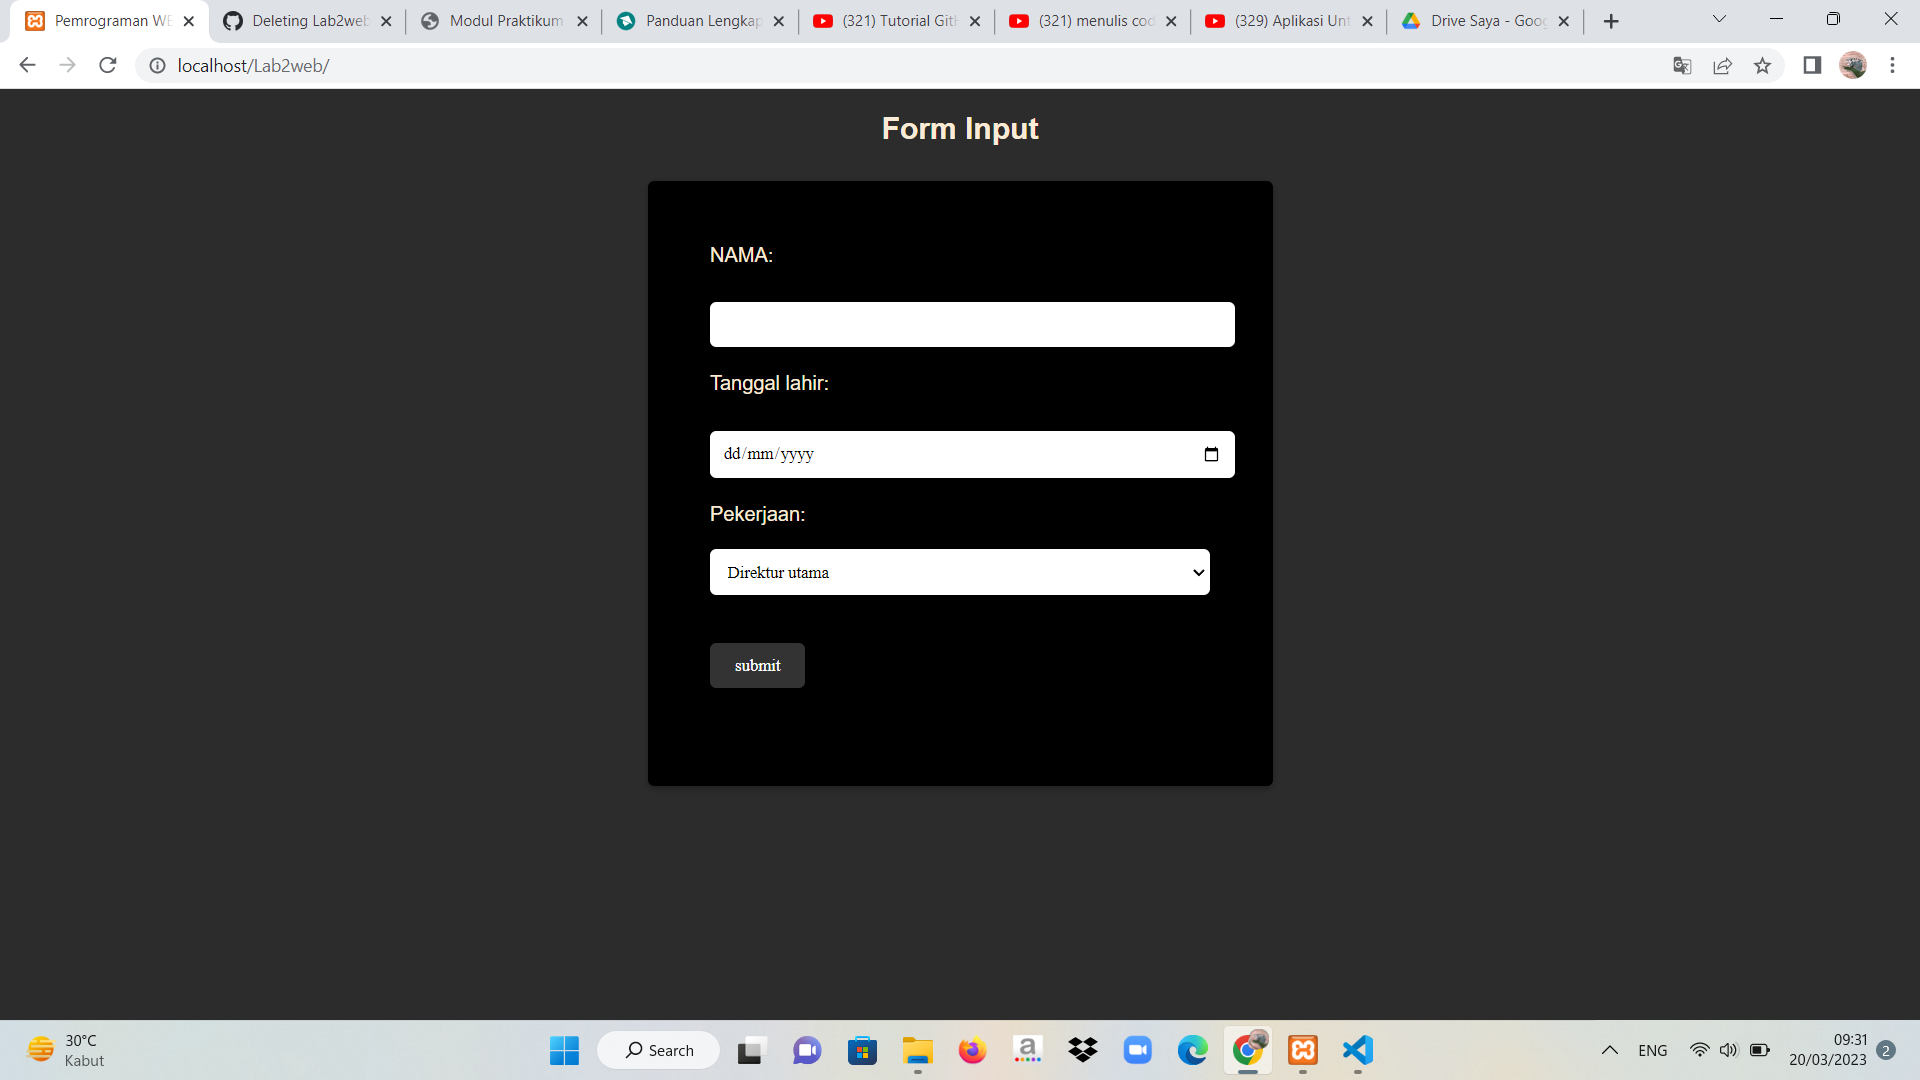 Pemrograman WE
Deleting Lab2web
Modul Praktikum
Panduan Lengkap
(321) Tutorial Git
(321) menulis cod
(329) Aplikasi Unt
Drive Saya - Goog
localhost/Lab2web/
Form Input
NAMA:
Tanggal lahir:
dd/mm/yyyy
Pekerjaan:
Direktur utama
submit
30°C
Kabut
Search
a
ENG
09:31
20/03/2023
2